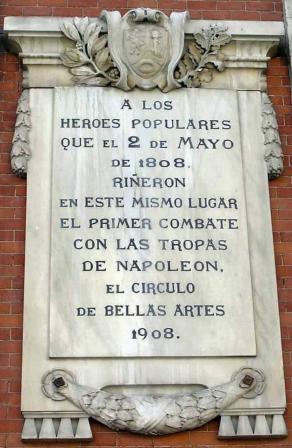 A LOS
HEROES POPULARES
QUE EL 2 DE MAYO
DE 1808.
RIÑERON
EN ESTE MISMO LUGAR
EL PRIMER COMBATE
CON LAS TROPAS
DE NAPOLEON,
EL CIRCULO
DE BELLAS ARTES
1908.